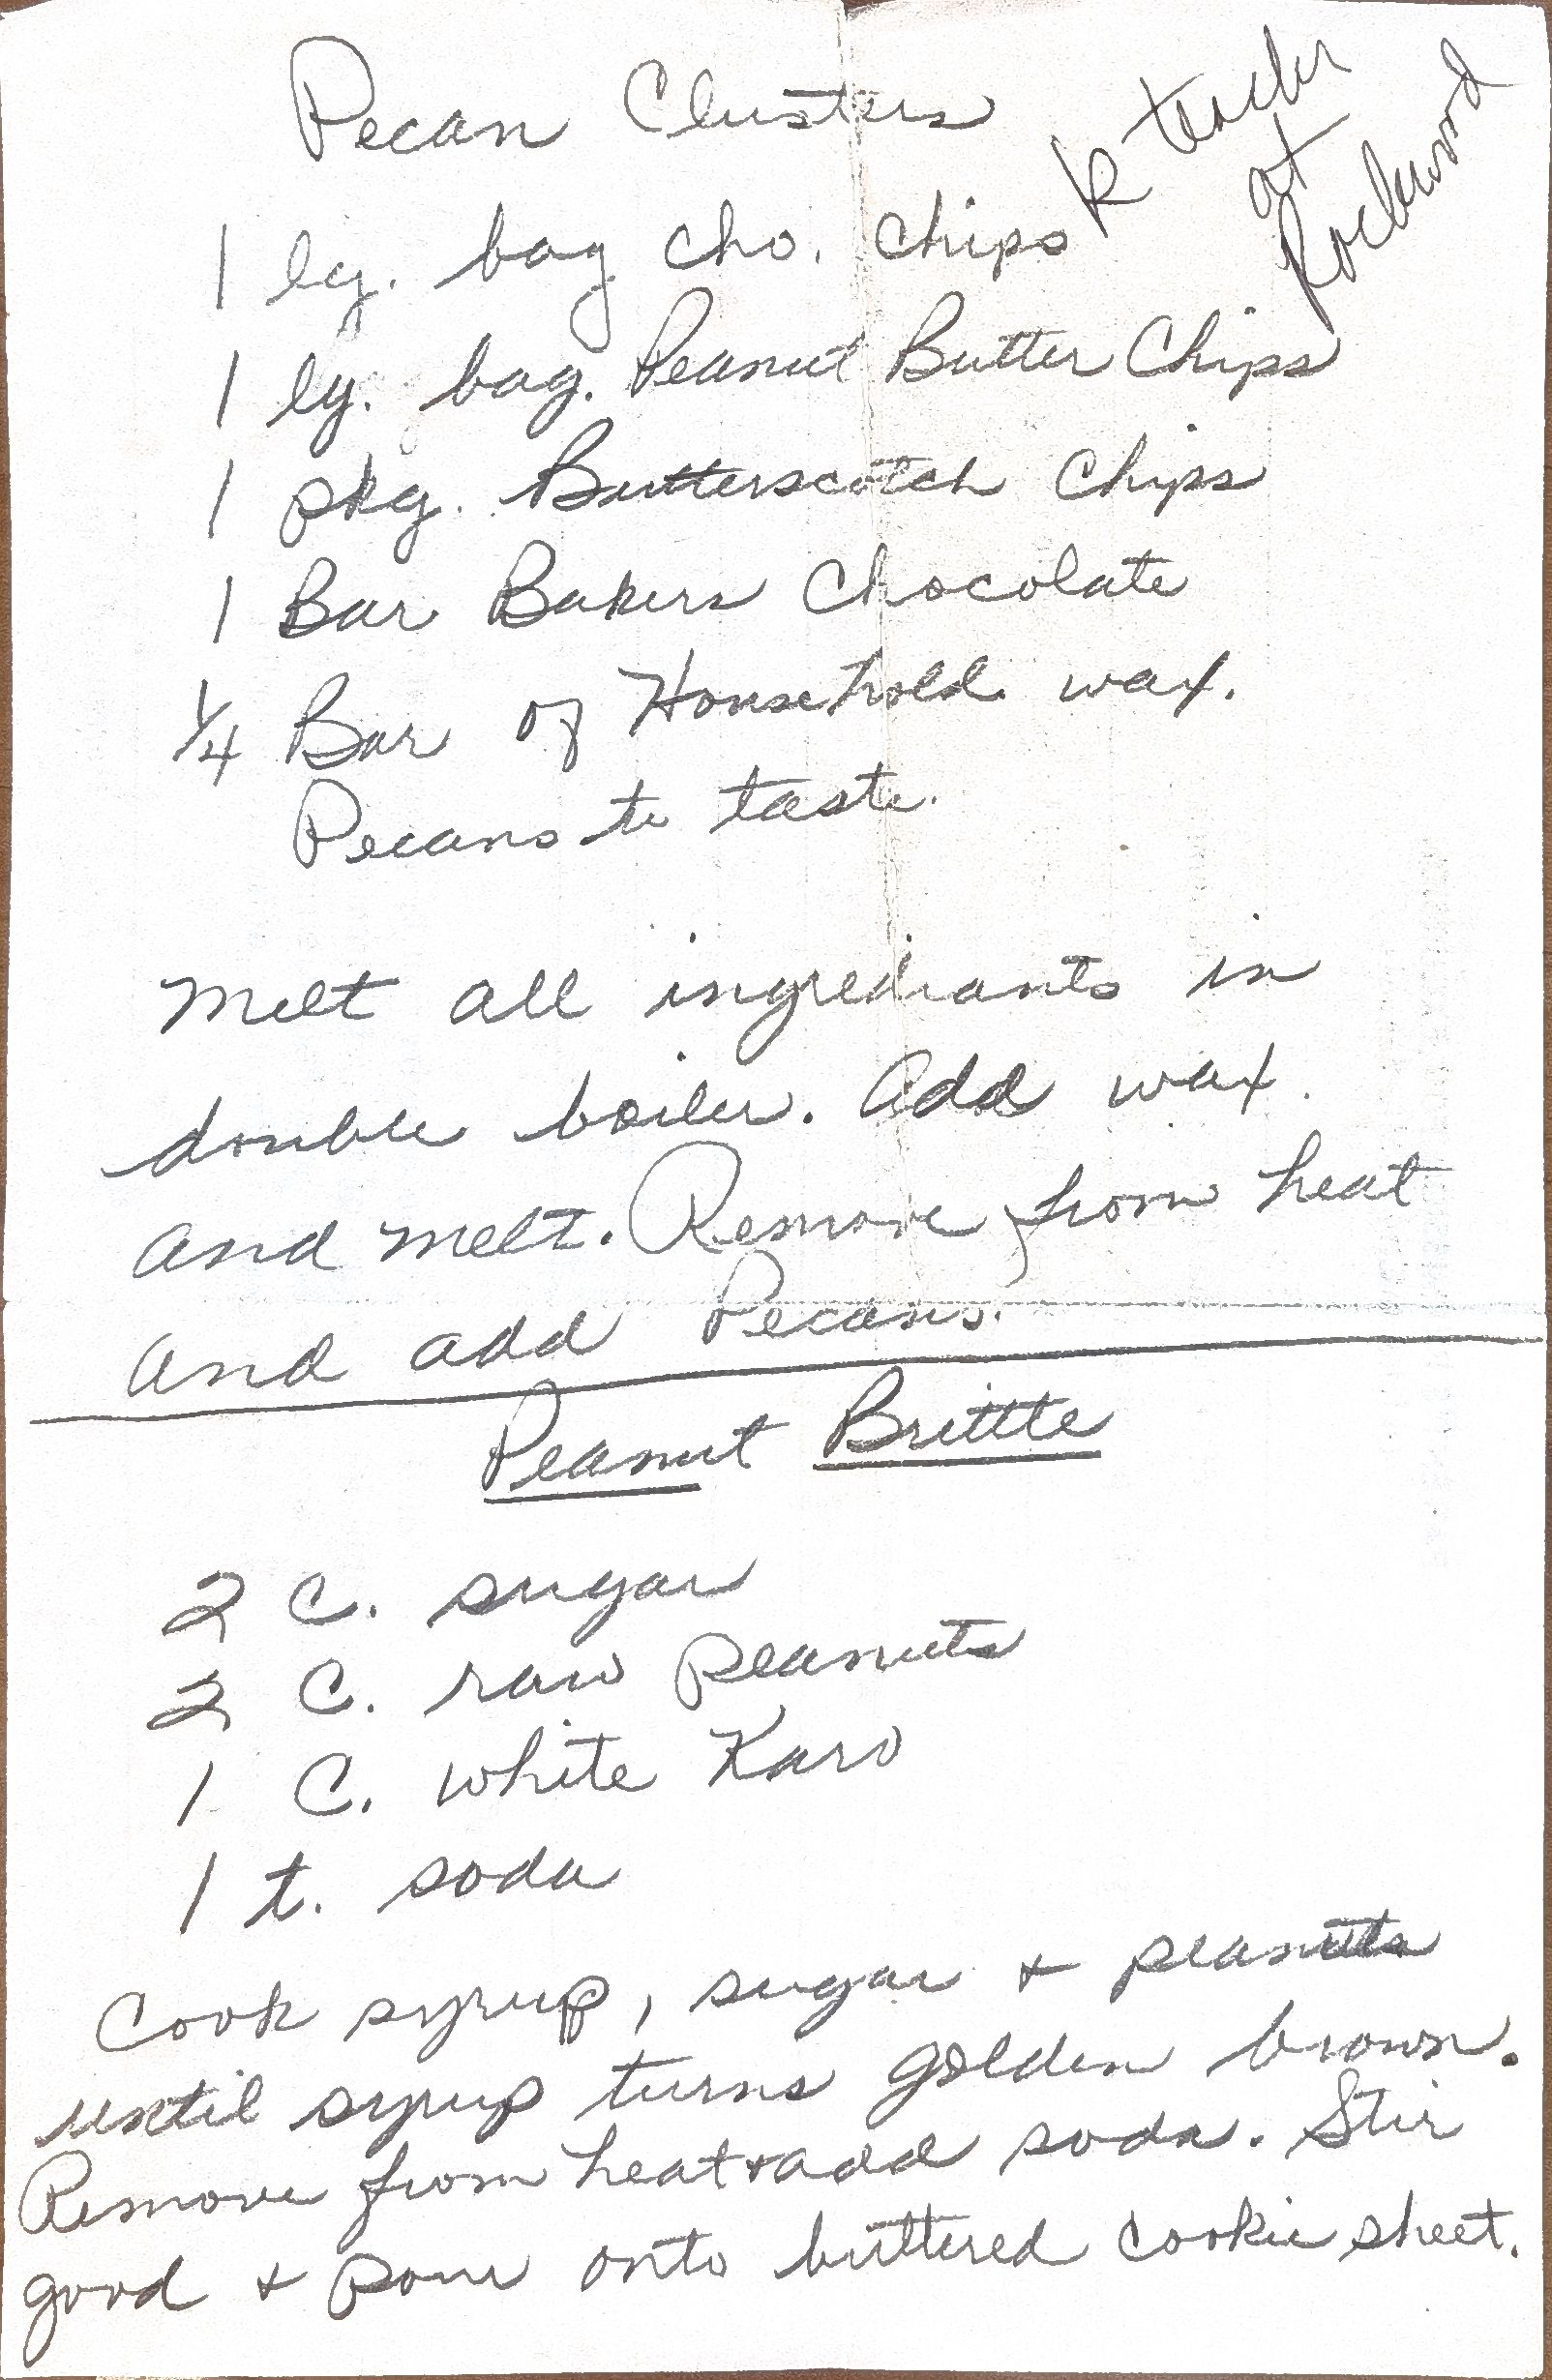 Pecan Clusters
K teacher
at
Rockwood
1 lg. bag cho. chips
1 lg. bag. Peanut Butter Chips
1 pkg. Butterscotch Chips
1 Bar Bakers Chocolate
1/4 Bar of Household wax.
Pecans to taste.
Melt all ingrediants in
double boiler. Add wax.
and melt. Remove from heat
and add Pecans.
Peanut Brittle
2 C. sugar
2 C. raw peanuts
1 C. white Karo
1 t. soda
Cook syrup, sugar + peanuts
until syrup turns golden brown.
Remove from heat + add soda. Stir
good + pour onto buttered cookie sheet.